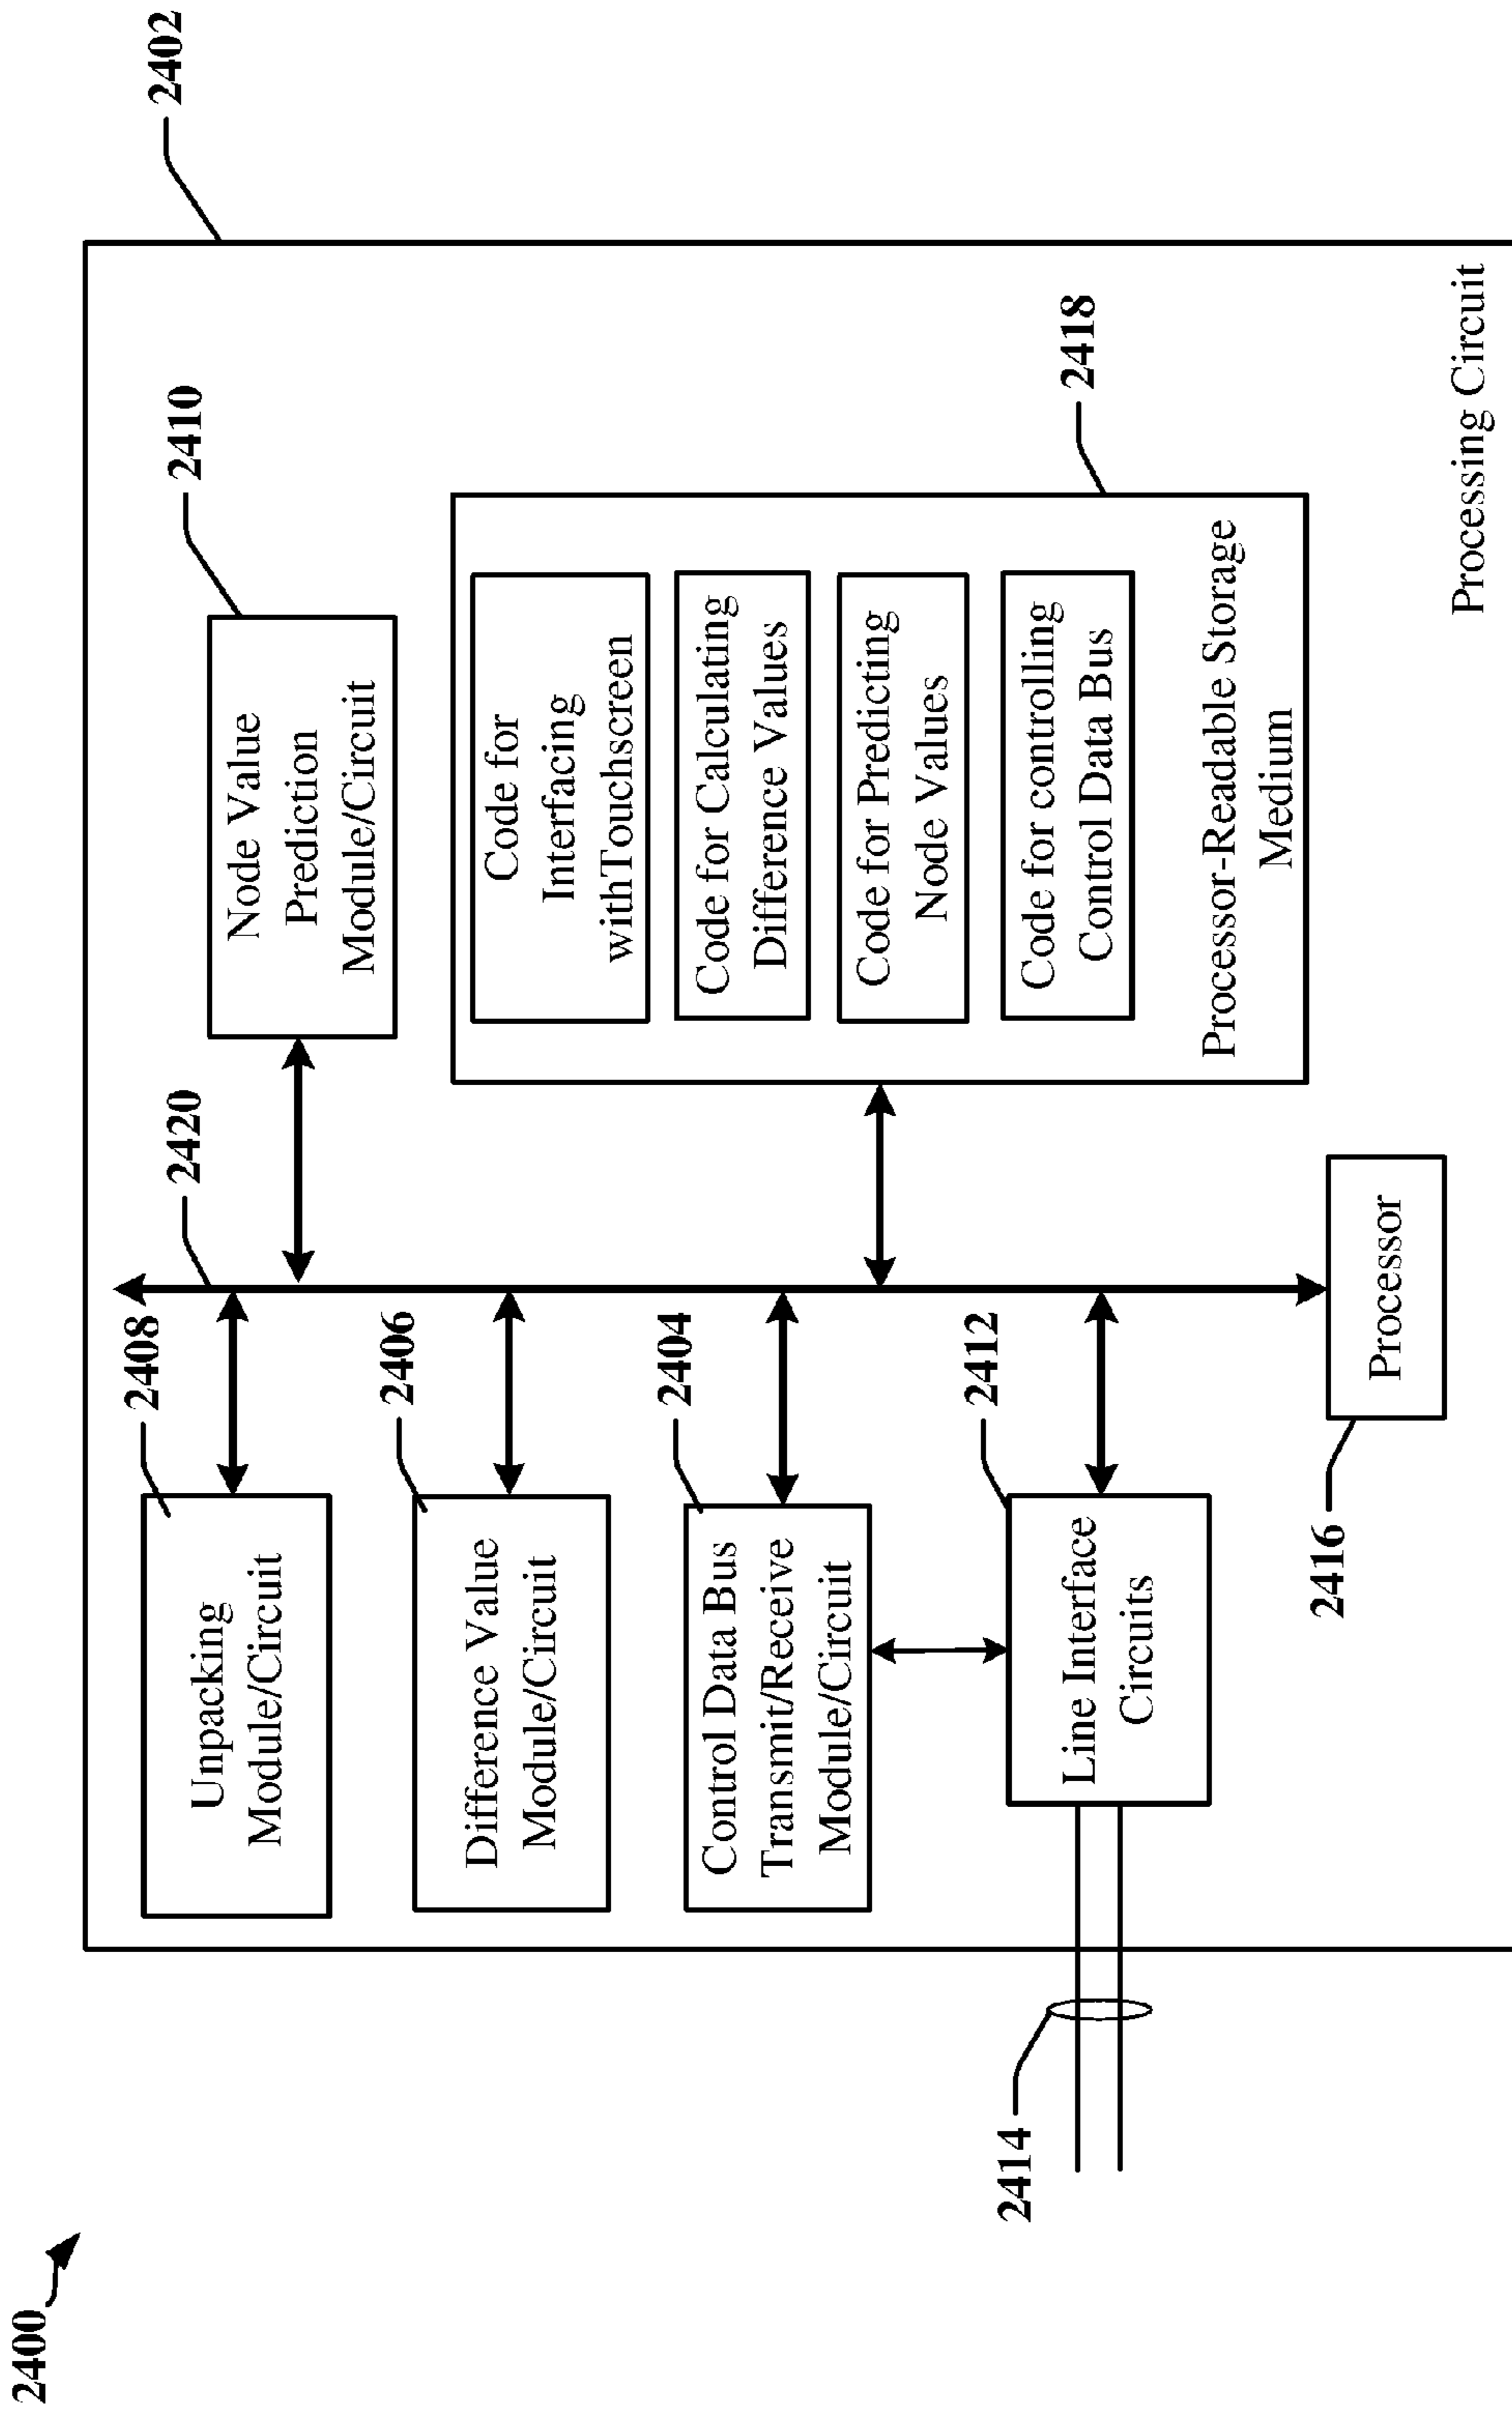 2400
2402
2408
Unpacking
Module/Circuit
2420
2410
Node Value
Prediction
Module/Circuit
2406
Difference Value
Module/Circuit
2404
Control Data Bus
Transmit/Receive
Module/Circuit
2412
Line Interface
Circuits
2414
2418
Code for
Interfacing
withTouchscreen
Code for Calculating
Difference Values
Code for Predicting
Node Values
Code for controlling
Control Data Bus
Processor-Readable Storage
Medium
2416
Processor
Processing Circuit